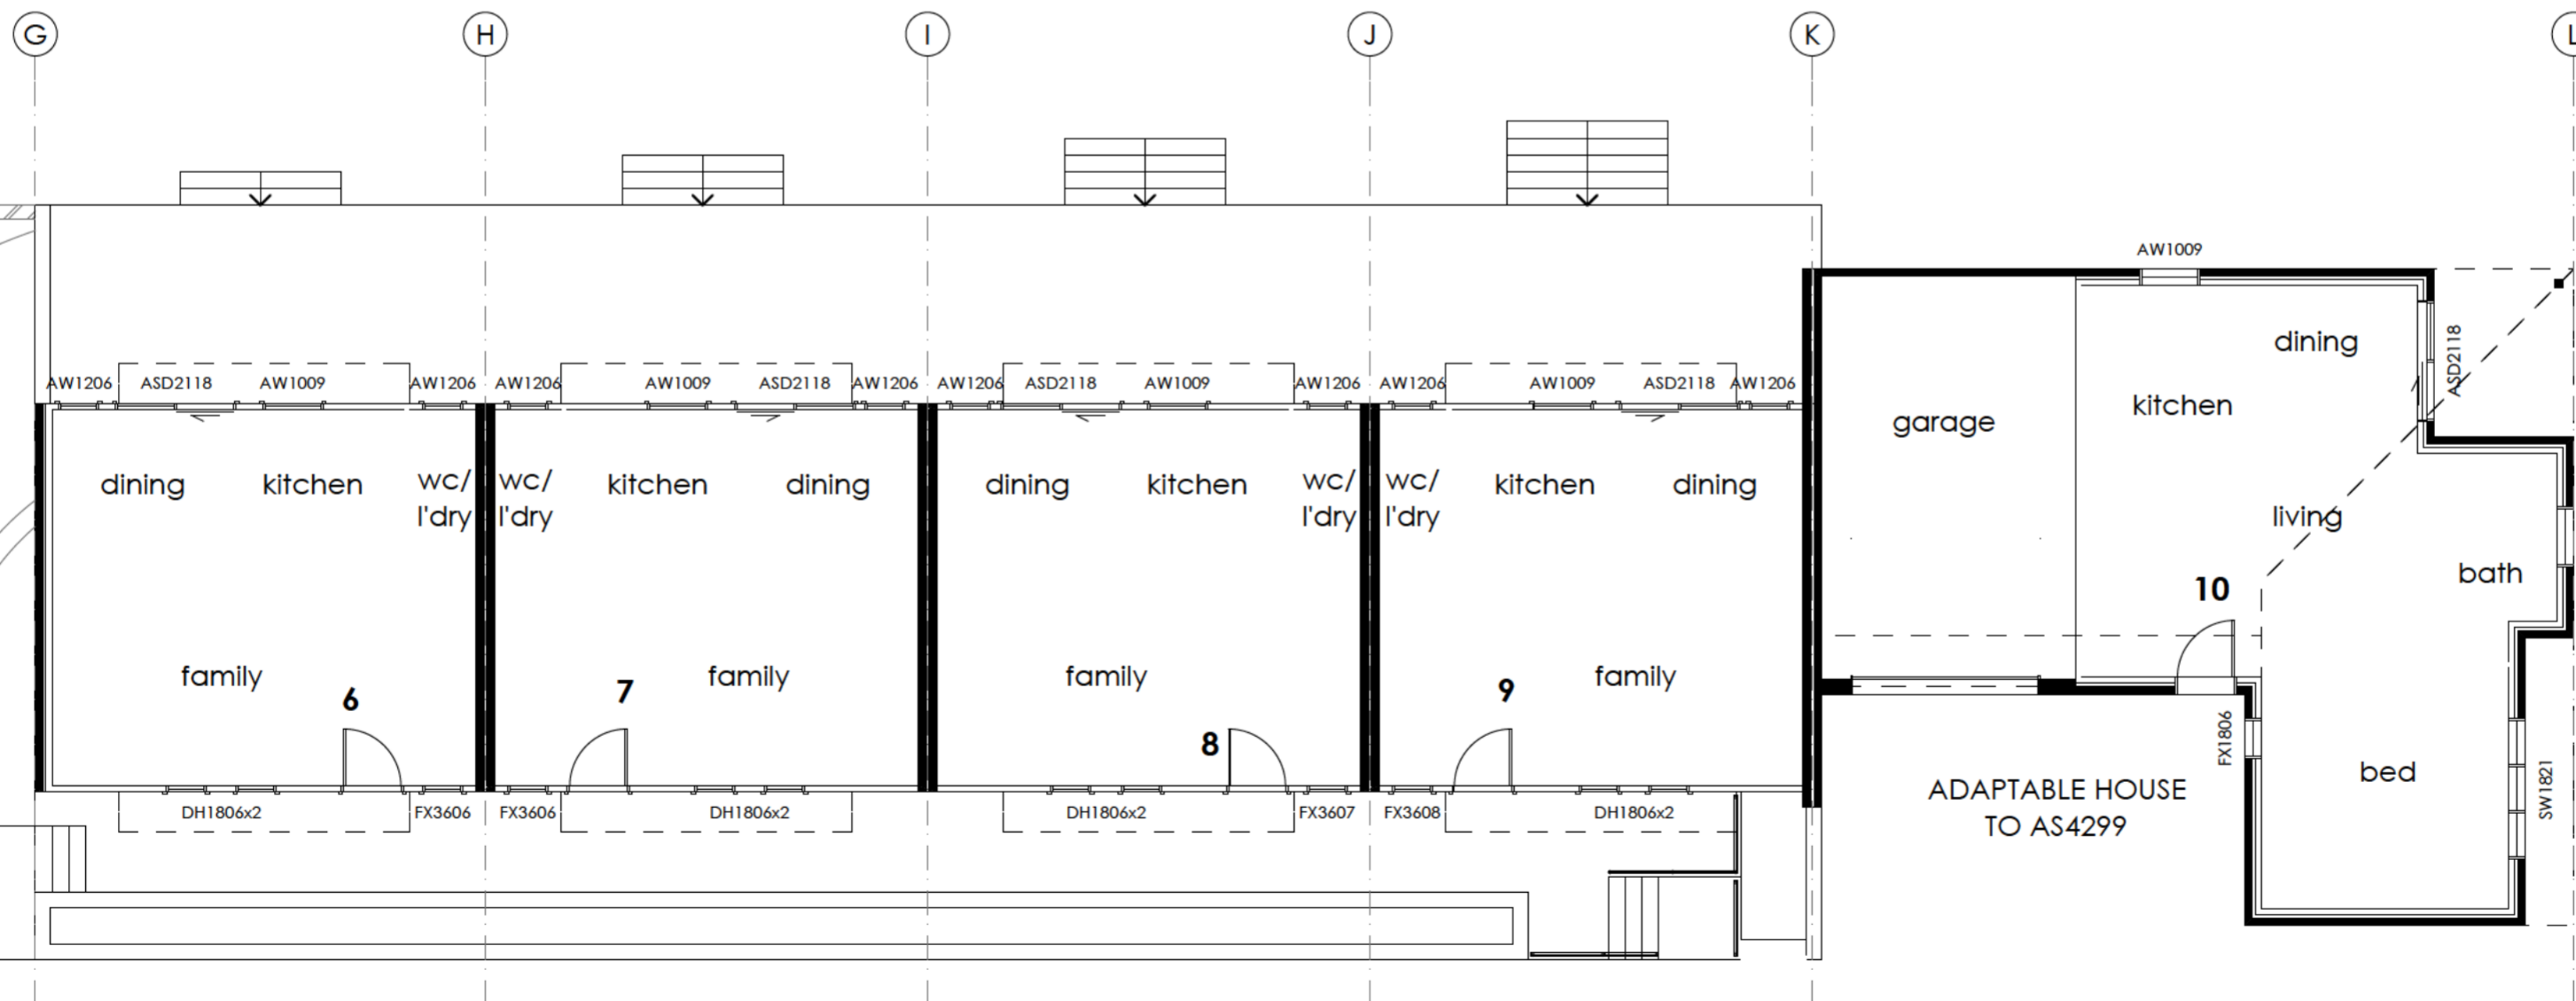 G H I J K L
AW1009
AW1206 ASD2118 AW1009 AW1206 AW1206 AW1009 ASD2118 AW1206 AW1206 ASD2118 AW1009 AW1206 AW1206 AW1009 ASD2118 AW1206
ASD2118
dining
kitchen
garage
dining kitchen wc/ wc/ kitchen dining dining kitchen wc/ wc/ kitchen dining
l'dry l'dry l'dry l'dry
living
bath
10
family family family family
6 7 8 9
FX1806
bed
SW1821
ADAPTABLE HOUSE
TO AS4299
DH1806x2 FX3606 FX3606 DH1806x2 DH1806x2 FX3607 FX3608 DH1806x2